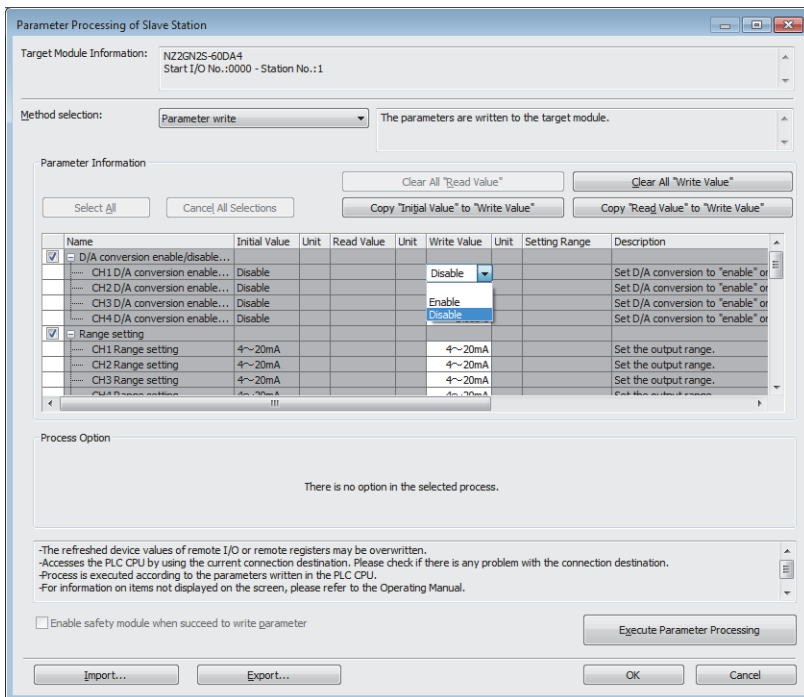 Parameter Processing of Slave Station
Target Module Information:
NZ2GN2S-60DA4
Start I/O No.:0000 - Station No.:1
Method selection:
Parameter write
The parameters are written to the target module.
Parameter Information
Clear All "Read Value"
Clear All "Write Value"
Select All
Cancel All Selections
Copy "Initial Value" to "Write Value"
Copy "Read Value" to "Write Value"
Name Initial Value Unit Read Value Unit Write Value Unit Setting Range Description
D/A conversion enable/disable...
CH1 D/A conversion enable... Disable Disable Set D/A conversion to "enable" or
CH2 D/A conversion enable... Disable Set D/A conversion to "enable" or
Enable
CH3 D/A conversion enable... Disable Set D/A conversion to "enable" or
Disable
CH4 D/A conversion enable... Disable Set D/A conversion to "enable" or
Range setting
CH1 Range setting 4~20mA 4~20mA Set the output range.
CH2 Range setting 4~20mA 4~20mA Set the output range.
CH3 Range setting 4~20mA 4~20mA Set the output range.
CH4 Range setting 4~20mA 4~20mA Set the output range.
Process Option
There is no option in the selected process.
-The refreshed device values of remote I/O or remote registers may be overwritten.
-Accesses the PLC CPU by using the current connection destination. Please check if there is any problem with the connection destination.
-Process is executed according to the parameters written in the PLC CPU.
-For information on items not displayed on the screen, please refer to the Operating Manual.
Enable safety module when succeed to write parameter
Execute Parameter Processing
Import...
Export...
OK
Cancel